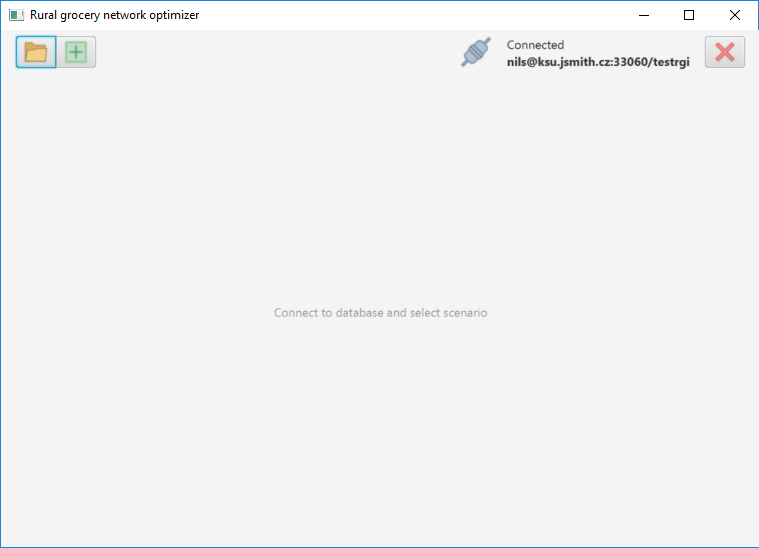 Rural grocery network optimizer
Connected
nils@ksu.jsmith.cz:33060/testrgi
Connect to database and select scenario